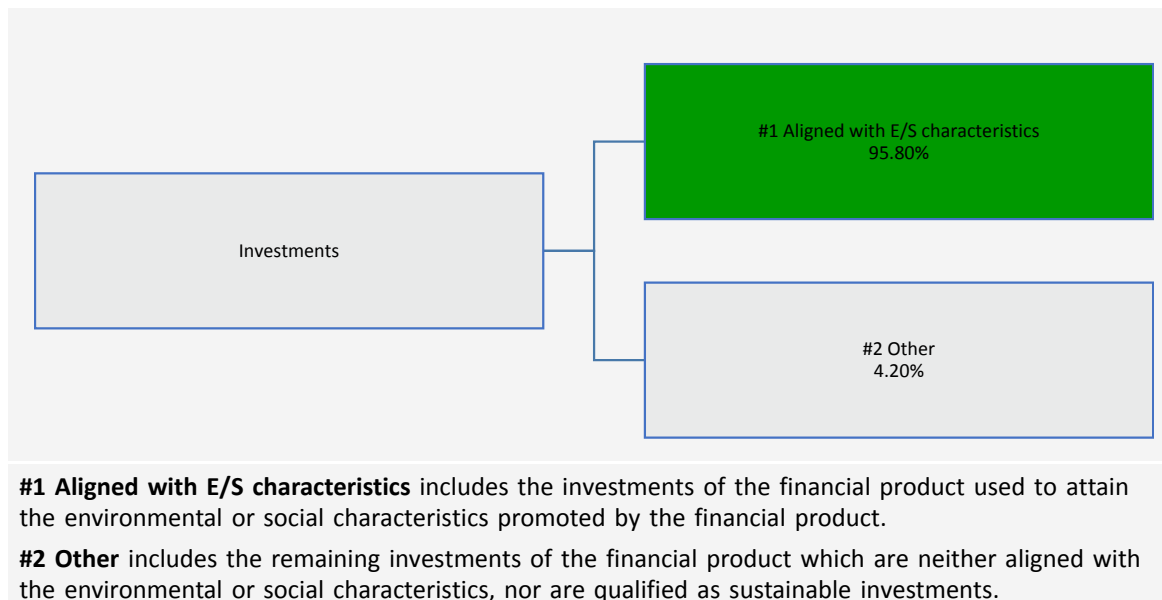 #1 Aligned with E/S characteristics
95.80%
Investments
#2 Other
4.20%
#1 Aligned with E/S characteristics includes the investments of the financial product used to attain
the environmental or social characteristics promoted by the financial product.
#2 Other includes the remaining investments of the financial product which are neither aligned with
the environmental or social characteristics, nor are qualified as sustainable investments.